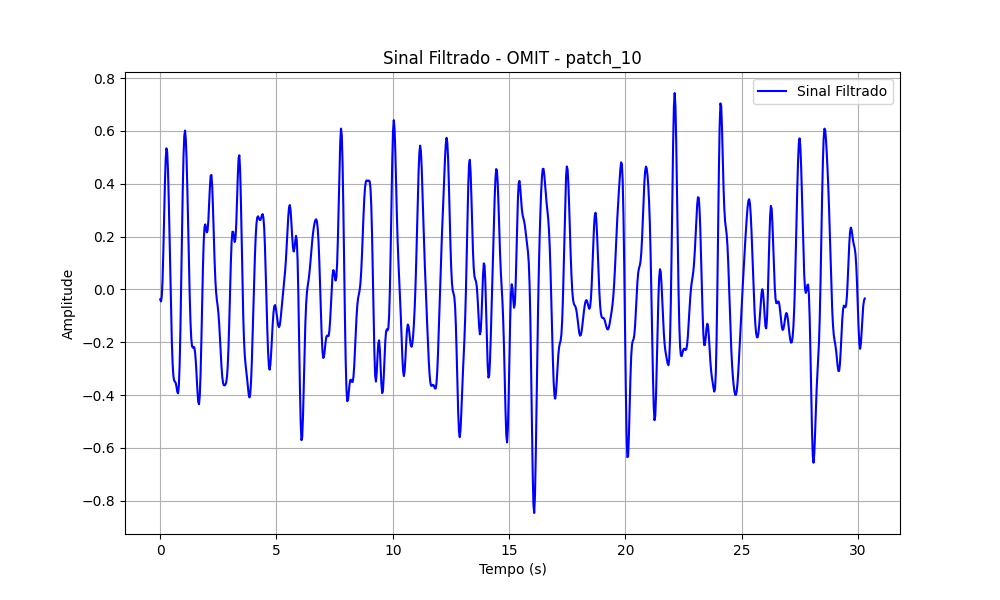 Sinal Filtrado - OMIT - patch_10
Sinal Filtrado
0.8
0.6
0.4
0.2
0.0
−0.2
−0.4
−0.6
−0.8
Amplitude
0 5 10 15 20 25 30
Tempo (s)